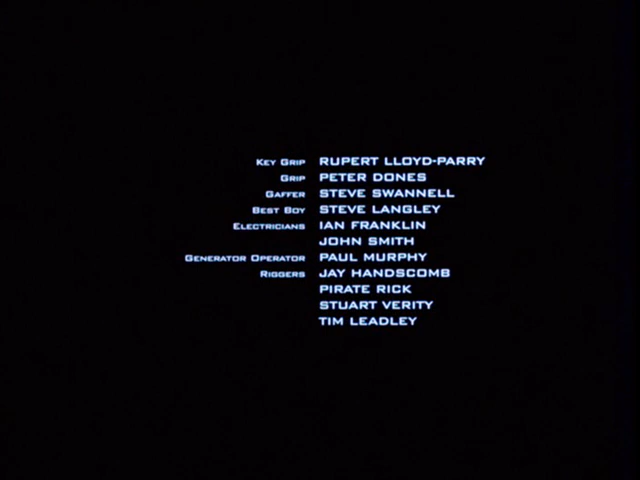 KEY GRIP RUPERT LLOYD-PARRY
GRIP PETER DONES
GAFFER STEVE SWANNELL
BEST BOY STEVE LANGLEY
ELECTRICIANS IAN FRANKLIN
JOHN SMITH
GENERATOR OPERATOR PAUL MURPHY
RIGGERS JAY HANDSCOMB
PIRATE RICK
STUART VERITY
TIM LEADLEY